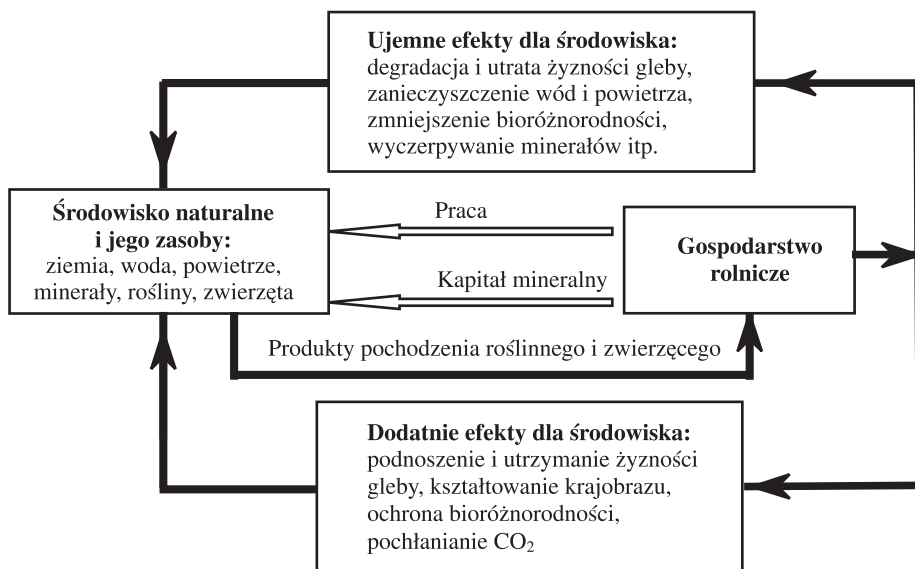 Ujemne efekty dla środowiska:
degradacja i utrata żyzności gleby,
zanieczyszczenie wód i powietrza,
zmniejszenie bioróżnorodności,
wyczerpywanie minerałów itp.
Środowisko naturalne
i jego zasoby:
ziemia, woda, powietrze,
minerały, rośliny, zwierzęta
Praca
Kapitał mineralny
Gospodarstwo
rolnicze
Produkty pochodzenia roślinnego i zwierzęcego
Dodatnie efekty dla środowiska:
podnoszenie i utrzymanie żyzności
gleby, kształtowanie krajobrazu,
ochrona bioróżnorodności,
pochłanianie CO₂